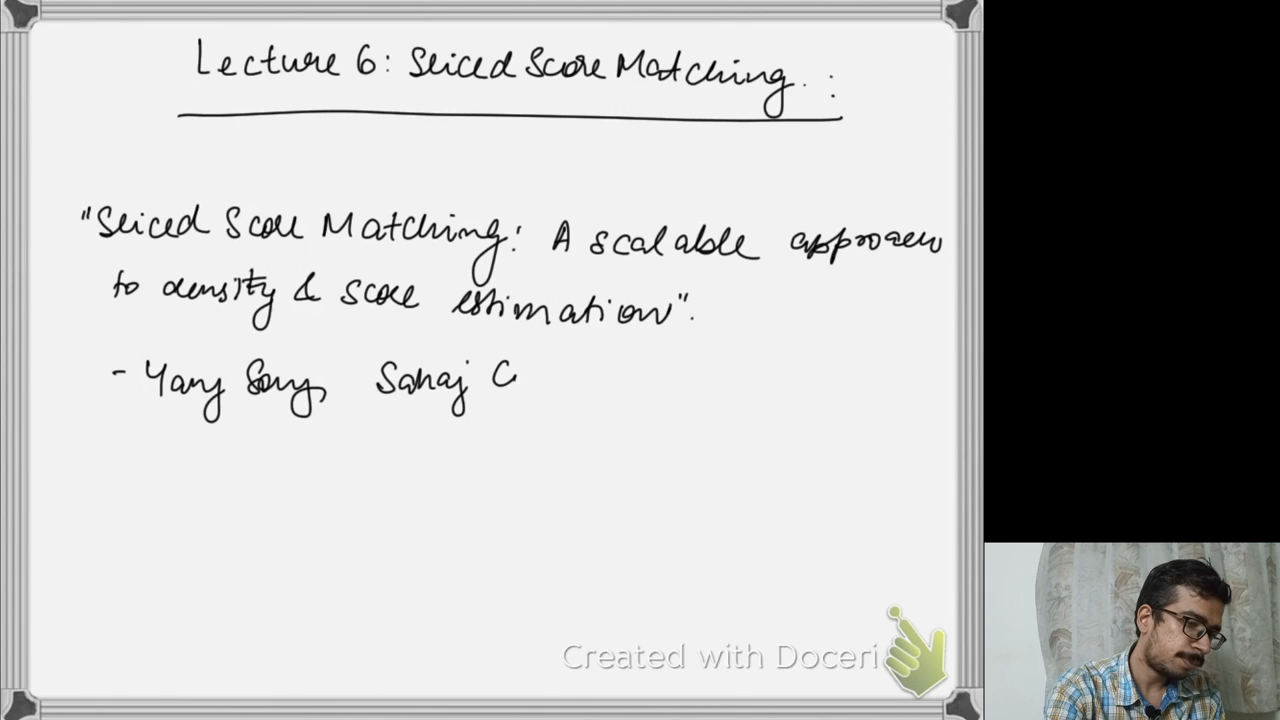 Lecture 6: Sliced Score Matching. :
"Sliced Score Matching: A scalable approach
to density & score estimation".
- Yang Song, Sahaj G
Created with Doceri